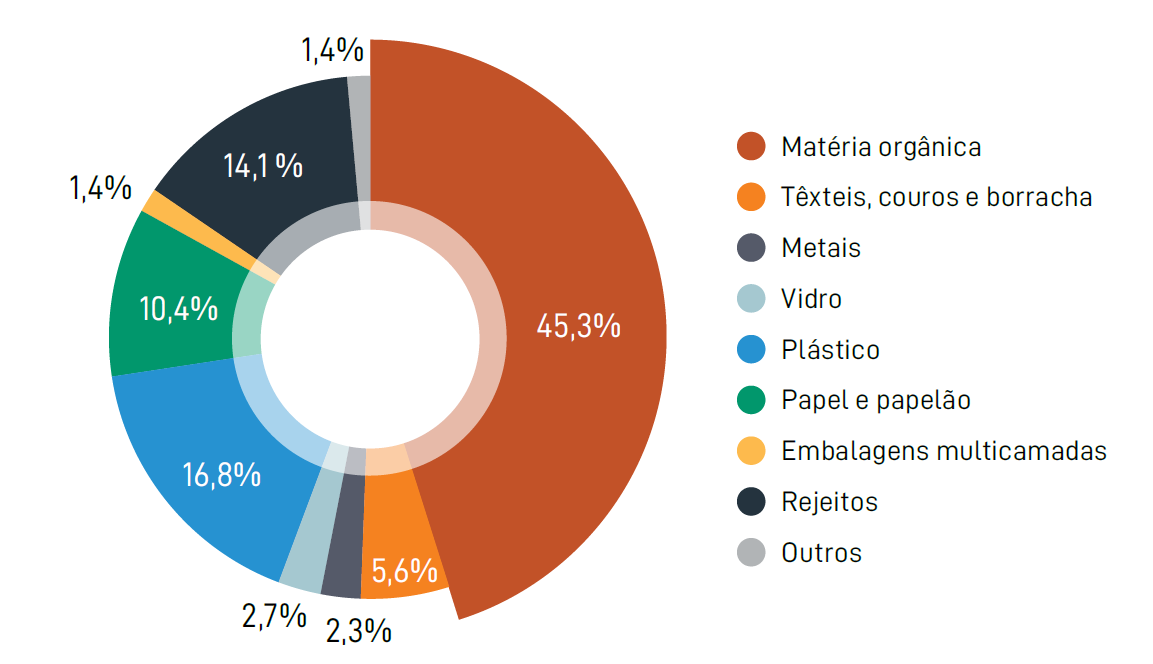 1,4%
14,1 %
1,4%
10,4%
45,3%
16,8%
5,6%
2,7%
2,3%
Matéria orgânica
Têxteis, couros e borracha
Metais
Vidro
Plástico
Papel e papelão
Embalagens multicamadas
Rejeitos
Outros